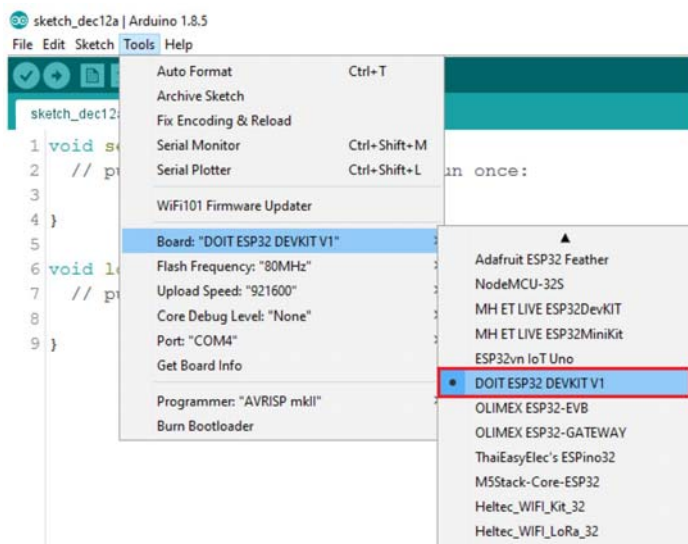 sketch_dec12a | Arduino 1.8.5
File Edit Sketch Tools Help
sketch_dec12
Auto Format Ctrl+T
Archive Sketch
Fix Encoding & Reload
Serial Monitor Ctrl+Shift+M
Serial Plotter Ctrl+Shift+L
WiFi101 Firmware Updater
Board: "DOIT ESP32 DEVKIT V1"
Flash Frequency: "80MHz"
Upload Speed: "921600"
Core Debug Level: "None"
Port: "COM4"
Get Board Info
Programmer: "AVRISP mkII"
Burn Bootloader
1 void s
2 // p un once:
3
4 }
5
6 void l
7 // p
8
9 }
Adafruit ESP32 Feather
NodeMCU-32S
MH ET LIVE ESP32DevKIT
MH ET LIVE ESP32MiniKit
ESP32vn IoT Uno
DOIT ESP32 DEVKIT V1
OLIMEX ESP32-EVB
OLIMEX ESP32-GATEWAY
ThaiEasyElec's ESPino32
M5Stack-Core-ESP32
Heltec_WIFI_Kit_32
Heltec_WIFI_LoRa_32